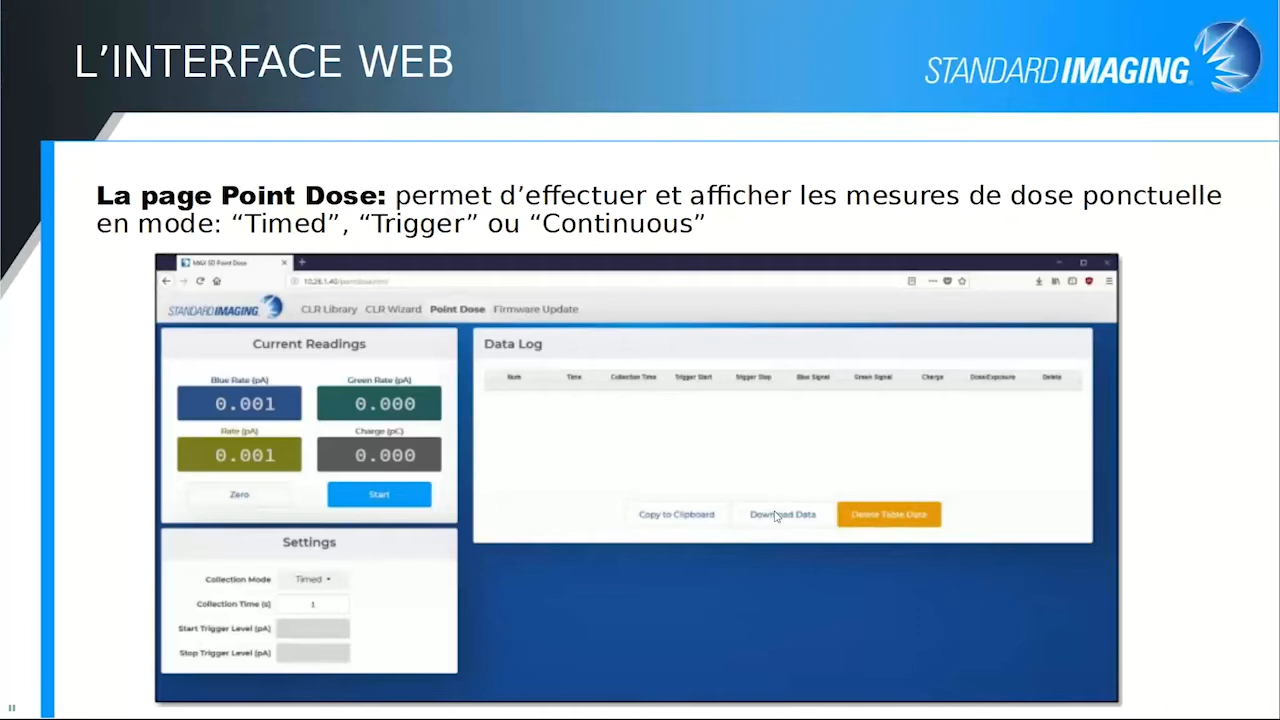 L’INTERFACE WEB
STANDARD IMAGING
La page Point Dose: permet d’effectuer et afficher les mesures de dose ponctuelle
en mode: “Timed”, “Trigger” ou “Continuous”
Point Dose
STANDARD IMAGING
CLR Library CLR Wizard Point Dose Firmware Update
Current Readings
Blue Rate (pA) Green Rate (pA)
0.001 0.000
Rate (pA) Charge (pC)
0.001 0.000
Zero Start
Settings
Collection Mode Timed
Collection Time (s) 1
Start Trigger Level (pA)
Stop Trigger Level (pA)
Data Log
Num Time Collection Time Trigger Start Trigger Stop Blue Signal Green Signal Charge Dose/Exposure Delete
Copy to Clipboard Download Data Delete Table Data